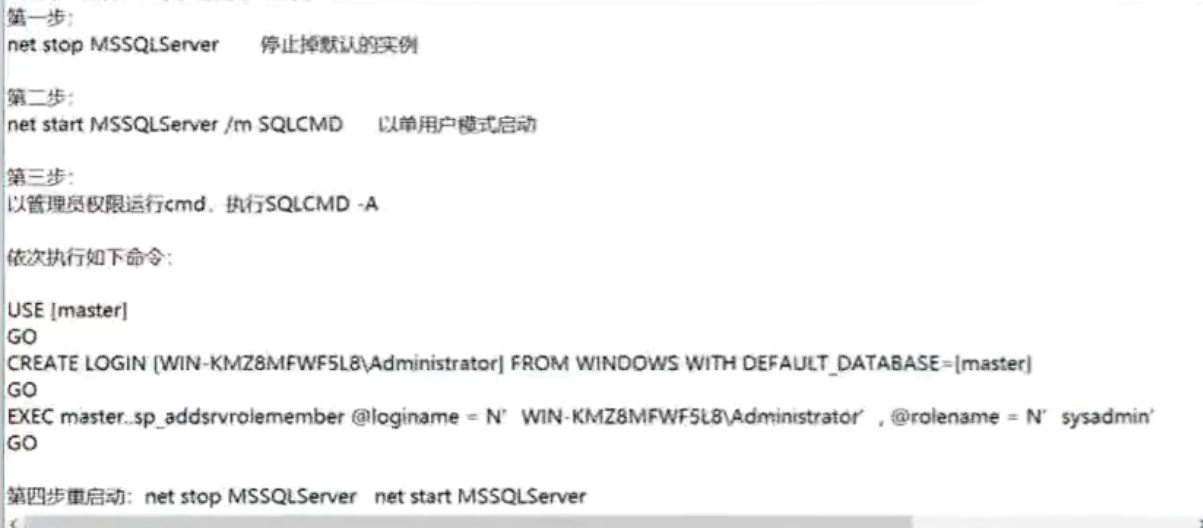 第一步:
net stop MSSQLServer 停止掉默认的实例
第二步:
net start MSSQLServer /m SQLCMD 以单用户模式启动
第三步:
以管理员权限运行cmd，执行SQLCMD -A
依次执行如下命令:
USE [master]
GO
CREATE LOGIN [WIN-KMZ8MFWF5L8\Administrator] FROM WINDOWS WITH DEFAULT_DATABASE=[master]
GO
EXEC master..sp_addsrvrolemember @loginame = N' WIN-KMZ8MFWF5L8\Administrator' , @rolename = N' sysadmin'
GO
第四步重启动: net stop MSSQLServer net start MSSQLServer